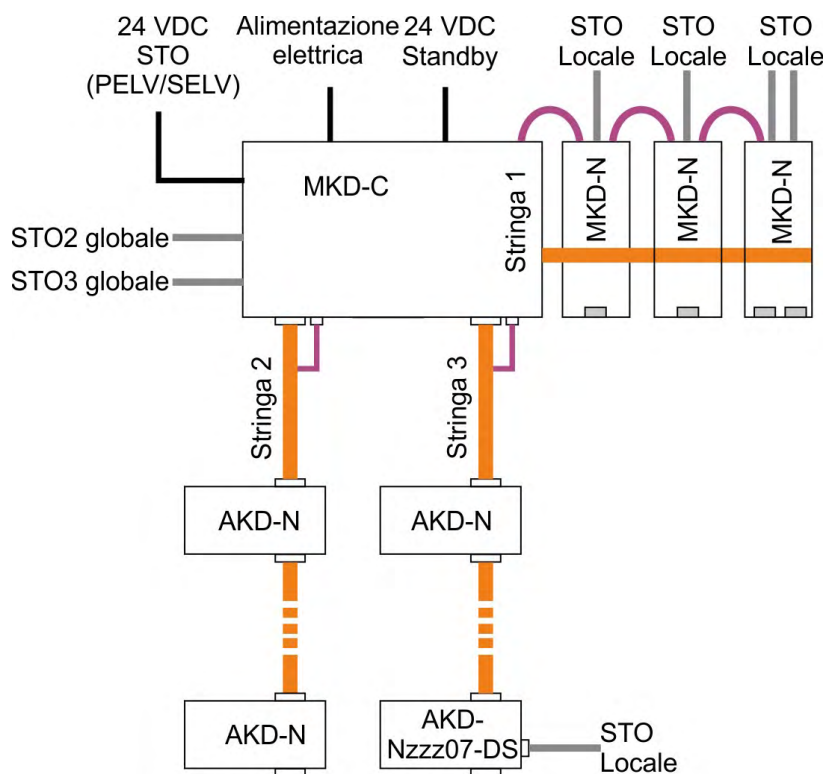 24 VDC
STO
(PELV/SELV)
Alimentazione
elettrica
24 VDC
Standby
STO
Locale
STO
Locale
STO
Locale
MKD-C
Stringa 1
MKD-N
MKD-N
MKD-N
STO2 globale
STO3 globale
Stringa 2
Stringa 3
AKD-N
AKD-N
AKD-N
AKD-
Nzzz07-DS
STO
Locale